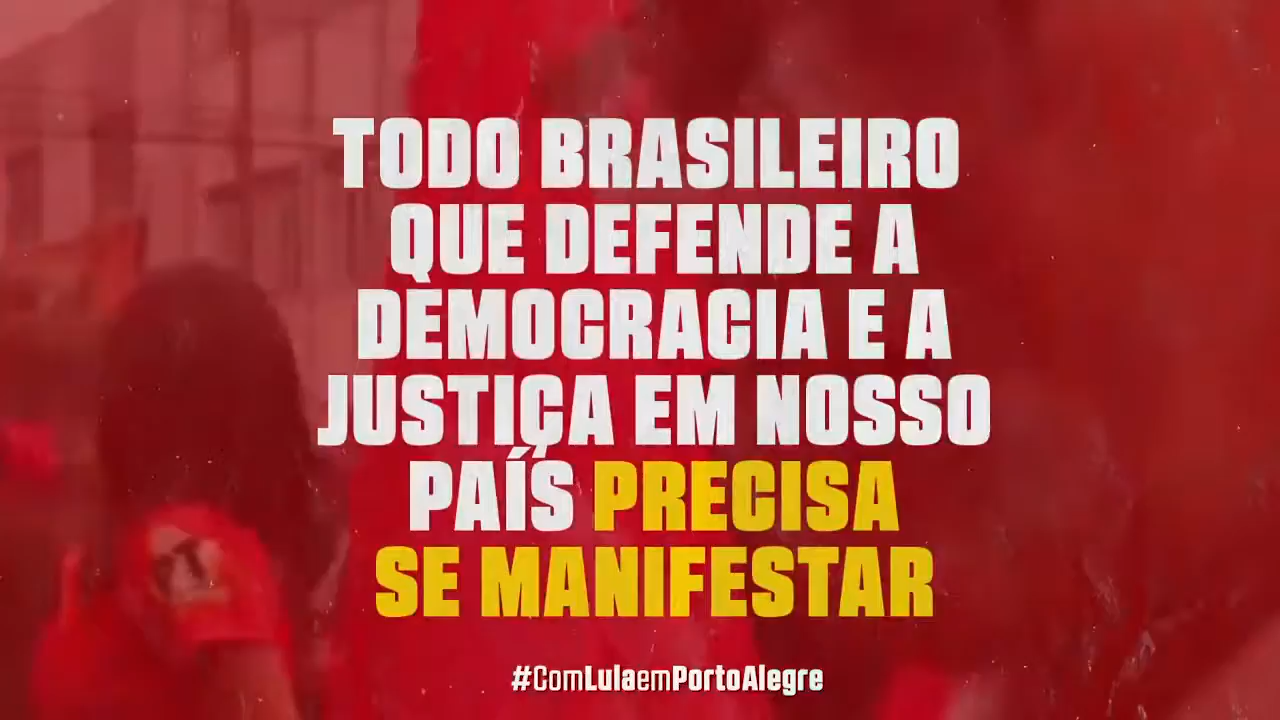 TODO BRASILEIRO
QUE DEFENDE A
DEMOCRACIA E A
JUSTIÇA EM NOSSO
PAÍS PRECISA
SE MANIFESTAR
#ComLulaemPortoAlegre